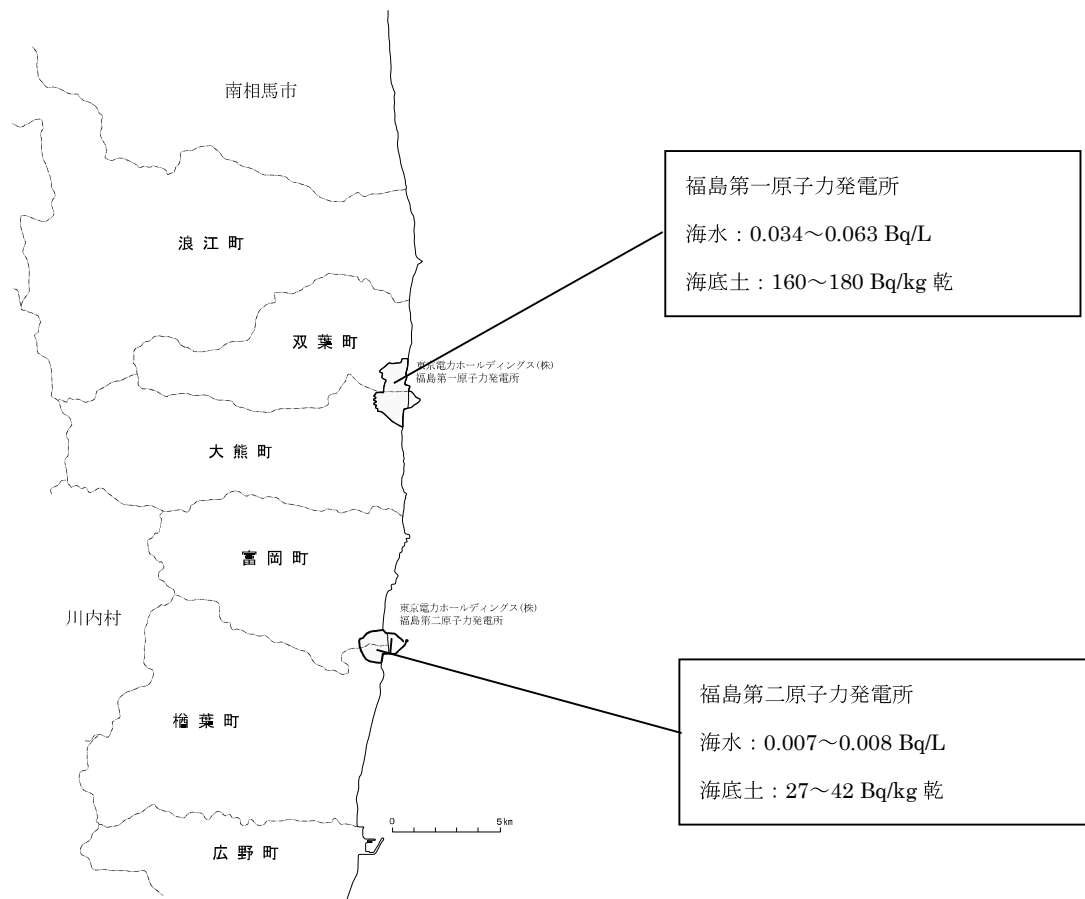 南相馬市
福島第一原子力発電所
海水：0.034～0.063 Bq/L
海底土：160～180 Bq/kg 乾
浪江町
双葉町
東京電力ホールディングス(株)
福島第一原子力発電所
大熊町
富岡町
川内村
東京電力ホールディングス(株)
福島第二原子力発電所
福島第二原子力発電所
海水：0.007～0.008 Bq/L
海底土：27～42 Bq/kg 乾
楢葉町
0 5km
広野町